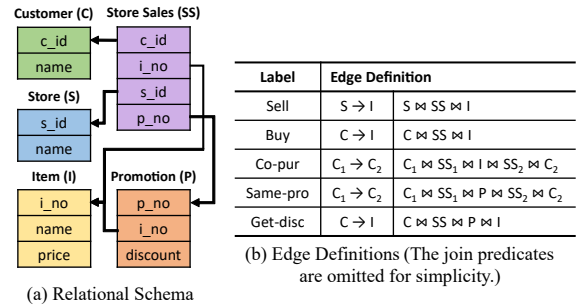 Customer (C)
Store Sales (SS)
c_id
name
c_id
i_no
s_id
p_no
Store (S)
s_id
name
Item (I)
i_no
name
price
Promotion (P)
p_no
i_no
discount
(a) Relational Schema
Label Edge Definition
Sell S → I S ⋈ SS ⋈ I
Buy C → I C ⋈ SS ⋈ I
Co-pur C₁ → C₂ C₁ ⋈ SS₁ ⋈ I ⋈ SS₂ ⋈ C₂
Same-pro C₁ → C₂ C₁ ⋈ SS₁ ⋈ P ⋈ SS₂ ⋈ C₂
Get-disc C → I C ⋈ SS ⋈ P ⋈ I
(b) Edge Definitions (The join predicates
are omitted for simplicity.)